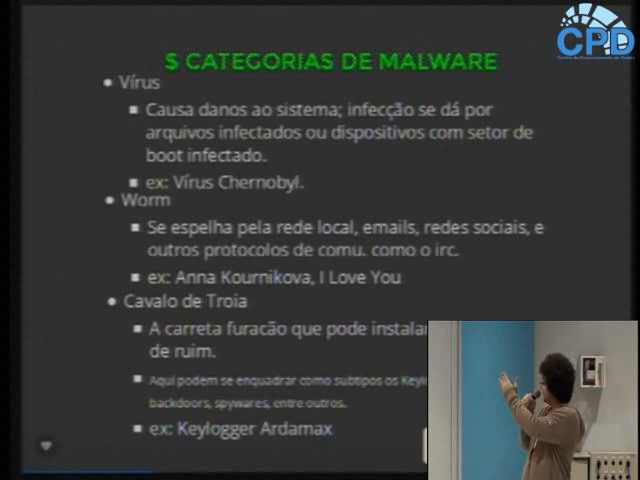 CPD
$ CATEGORIAS DE MALWARE
Vírus
Causa danos ao sistema; infecção se dá por
arquivos infectados ou dispositivos com setor de
boot infectado.
ex: Vírus Chernobyl.
Worm
Se espelha pela rede local, emails, redes sociais, e
outros protocolos de comu. como o irc.
ex: Anna Kournikova, I Love You
Cavalo de Troia
A carreta furacão que pode instalar
de ruim.
Aqui podem se enquadrar como subtipos os
backdoors, spywares, entre outros.
ex: Keylogger Ardamax